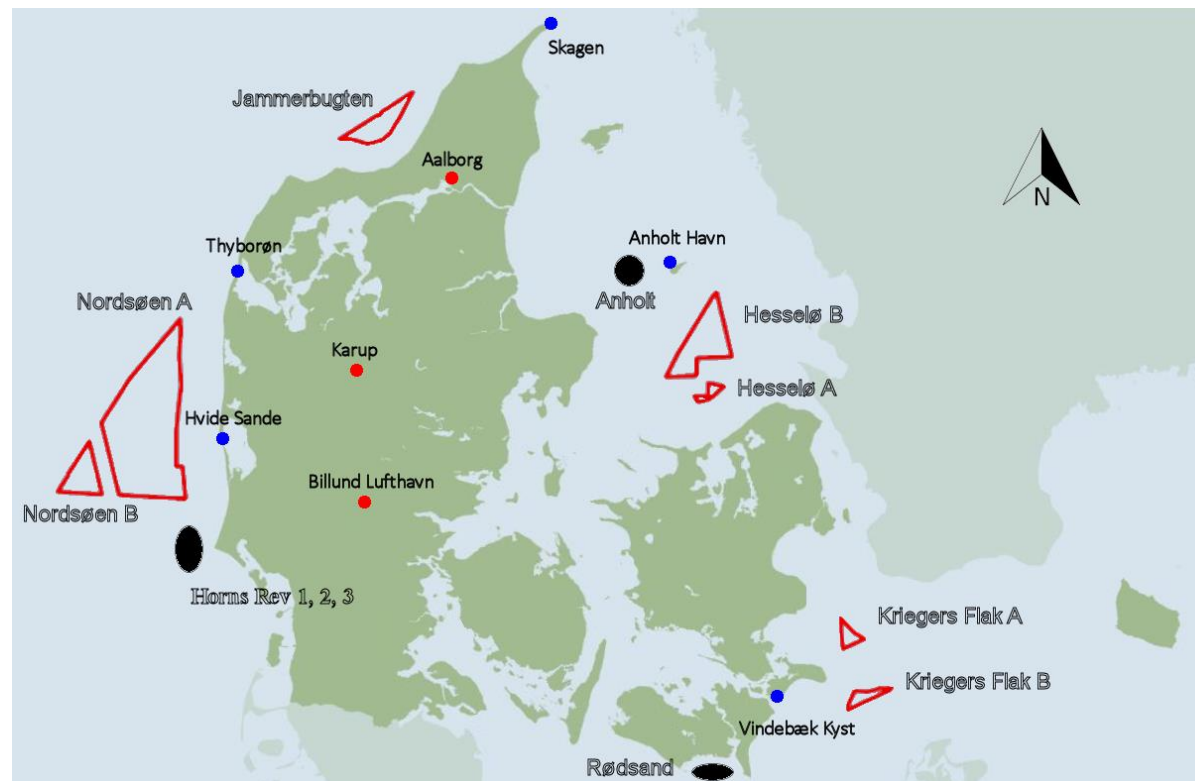 Skagen
Jammerbugten
Aalborg
N
Thyborøn
Anholt Havn
Nordsøen A
Anholt
Hesselø B
Karup
Hesselø A
Hvide Sande
Billund Lufthavn
Nordsøen B
Horns Rev 1, 2, 3
Kriegers Flak A
Kriegers Flak B
Vindebæk Kyst
Rødsand